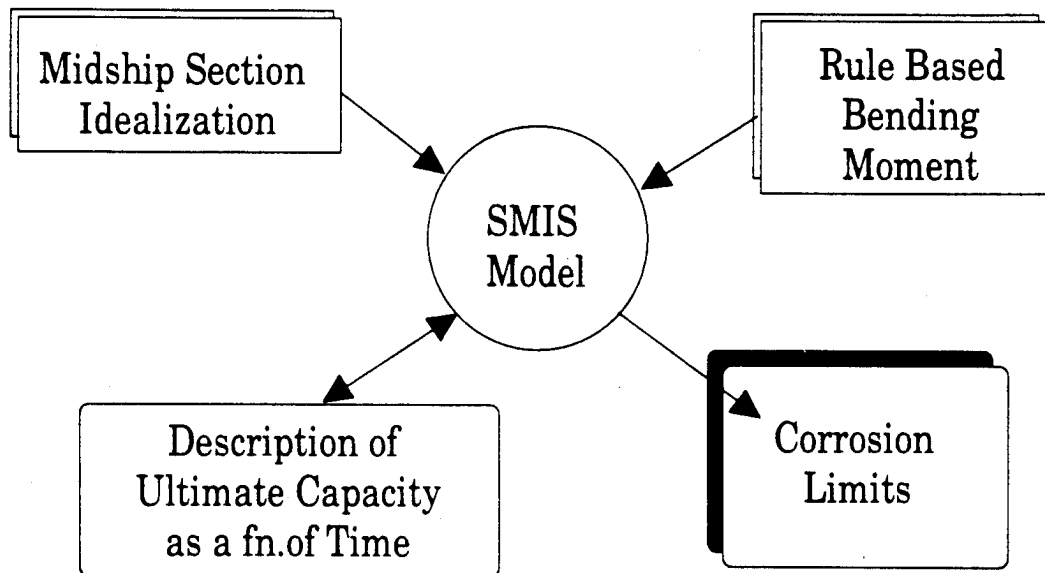 Midship Section
Idealization
Rule Based
Bending
Moment
SMIS
Model
Description of
Ultimate Capacity
as a fn.of Time
Corrosion
Limits